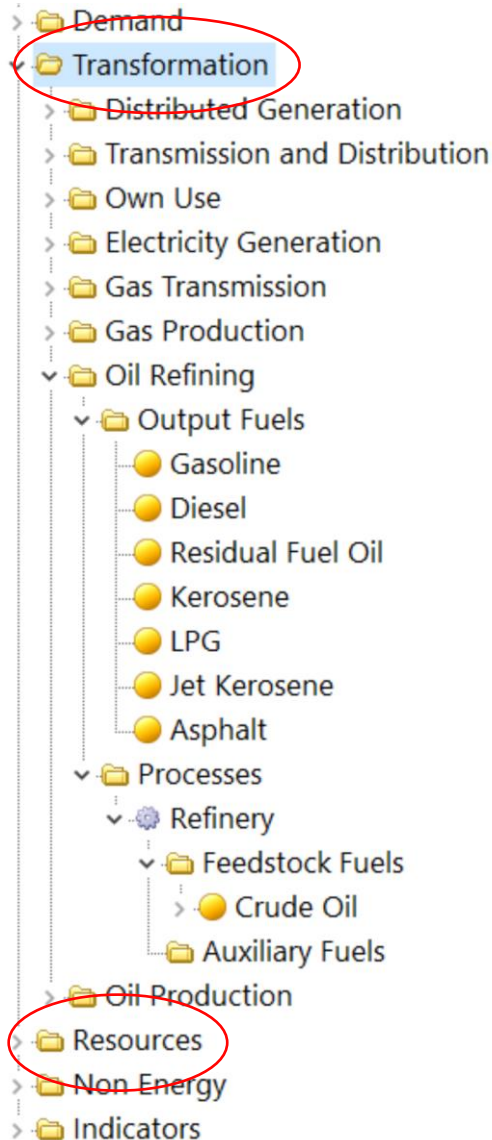 Demand
Transformation
Distributed Generation
Transmission and Distribution
Own Use
Electricity Generation
Gas Transmission
Gas Production
Oil Refining
Output Fuels
Gasoline
Diesel
Residual Fuel Oil
Kerosene
LPG
Jet Kerosene
Asphalt
Processes
Refinery
Feedstock Fuels
Crude Oil
Auxiliary Fuels
Oil Production
Resources
Non Energy
Indicators